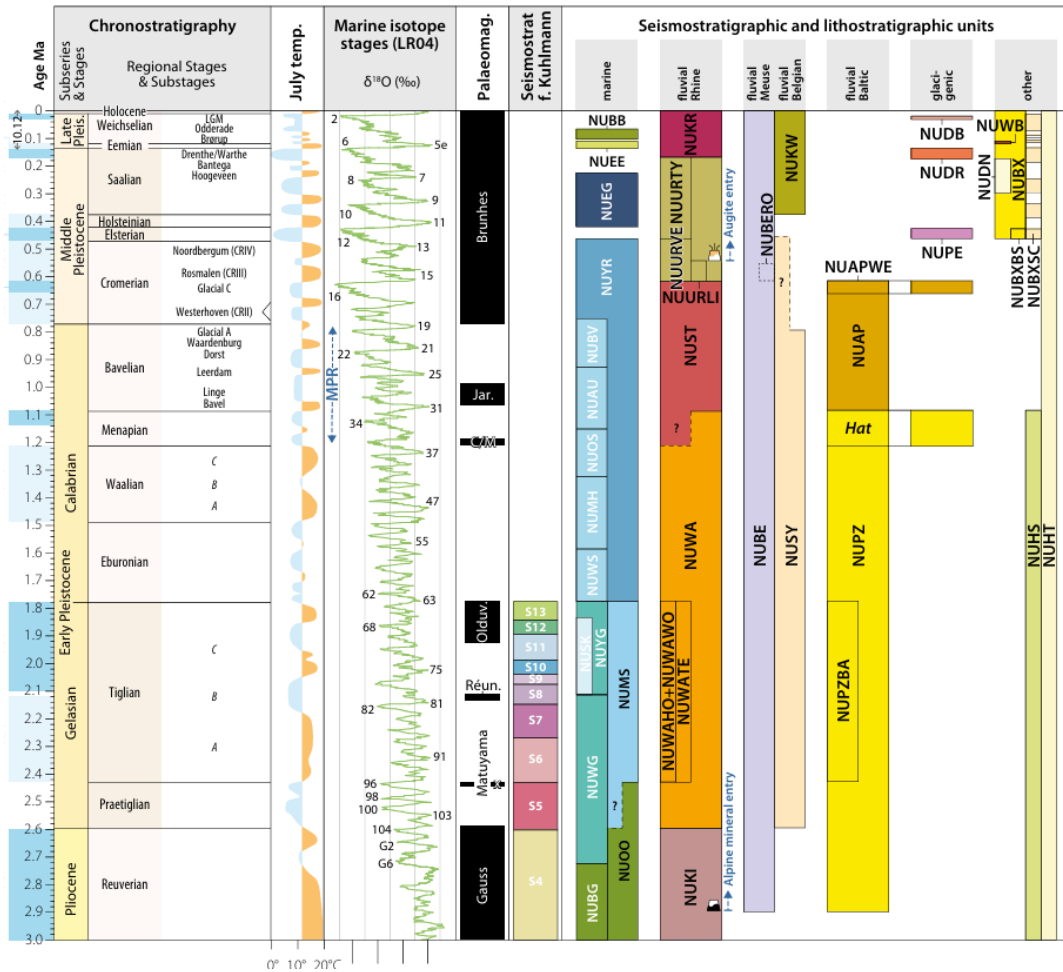 Chronostratigraphy
Subseries & Stages
Regional Stages & Substages
Age Ma
July temp.
Marine isotope stages (LR04)
δ¹⁸O (‰)
Palaeomag.
Seismostrat f. Kuhlmann
Seismostratigraphic and lithostratigraphic units
marine
fluvial Rhine
fluvial Meuse
fluvial Belgian
fluvial Baltic
glaci-genic
other
0
0.1
0.2
0.3
0.4
0.5
0.6
0.7
0.8
0.9
1.0
1.1
1.2
1.3
1.4
1.5
1.6
1.7
1.8
1.9
2.0
2.1
2.2
2.3
2.4
2.5
2.6
2.7
2.8
2.9
3.0
Late Pleis.
Middle Pleistocene
Early Pleistocene
Calabrian
Gelasian
Pliocene
Holocene
Weichselian
Eemian
Saalian
Holsteinian
Elsterian
Cromerian
Bavelian
Menapian
Waalian
Eburonian
Tiglian
Praetiglian
Reuverian
LGM
Odderade
Brørup
Drenthe/Warthe
Bantega
Hoogeveen
Noordbergum (CRIV)
Rosmalen (CRIII)
Glacial C
Westerhoven (CRII)
Glacial A
Waardenburg
Dorst
Leerdam
Linge
Bavel
C
B
A
C
B
A
0° 10° 20°C
MPR
2
5e
6
7
8
9
10
11
12
13
15
16
19
21
22
25
31
34
37
47
55
62
63
68
75
81
82
91
96
98
100
103
104
G2
G6
Brunhes
Jar.
C/M
Olduv.
Réun.
Matuyama
X
Gauss
S13
S12
S11
S10
S9
S8
S7
S6
S5
S4
NUBB
NUEE
NUEG
NUYR
NUBV
NUAU
NUOS
NUMH
NUWS
NUSK
NUYG
NUMS
NUWG
?
NUOO
NUBG
NUKR
NUURVE
NUURTY
NUURLI
NUST
?
NUWA
NUWAHO+NUWAWO
NUWATE
NUKI
Augite entry
Alpine mineral entry
NUBERO
NUBE
NUKW
?
NUSY
NUAPWE
NUAP
Hat
NUPZ
NUPZBA
NUDB
NUDR
NUPE
NUWB
NUDN
NUBX
NUBXBS
NUBXSC
NUHS
NUHT